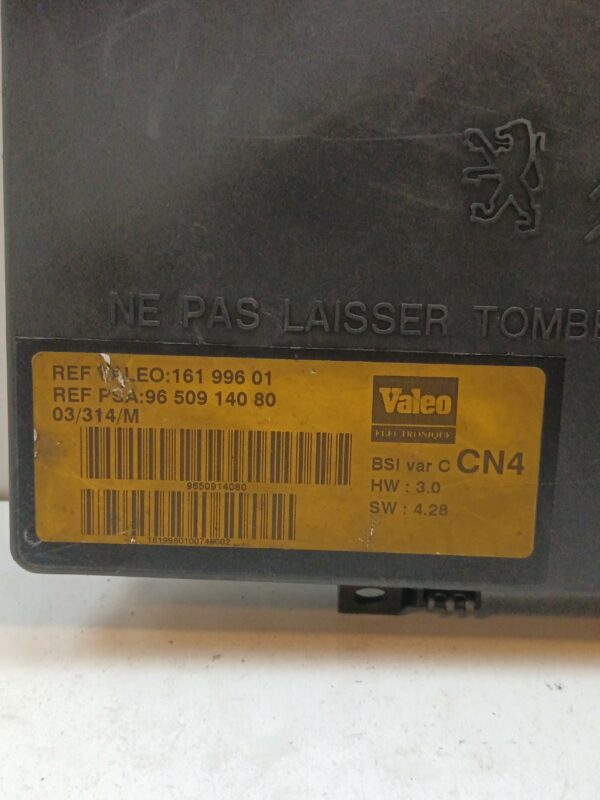 NE PAS LAISSER TOMBE
REF VALEO:161 996 01
REF PSA:96 509 140 80
03/314/M
Valeo
ELECTRONIQUE
9650914080
BSI var C CN4
HW : 3.0
SW : 4.28